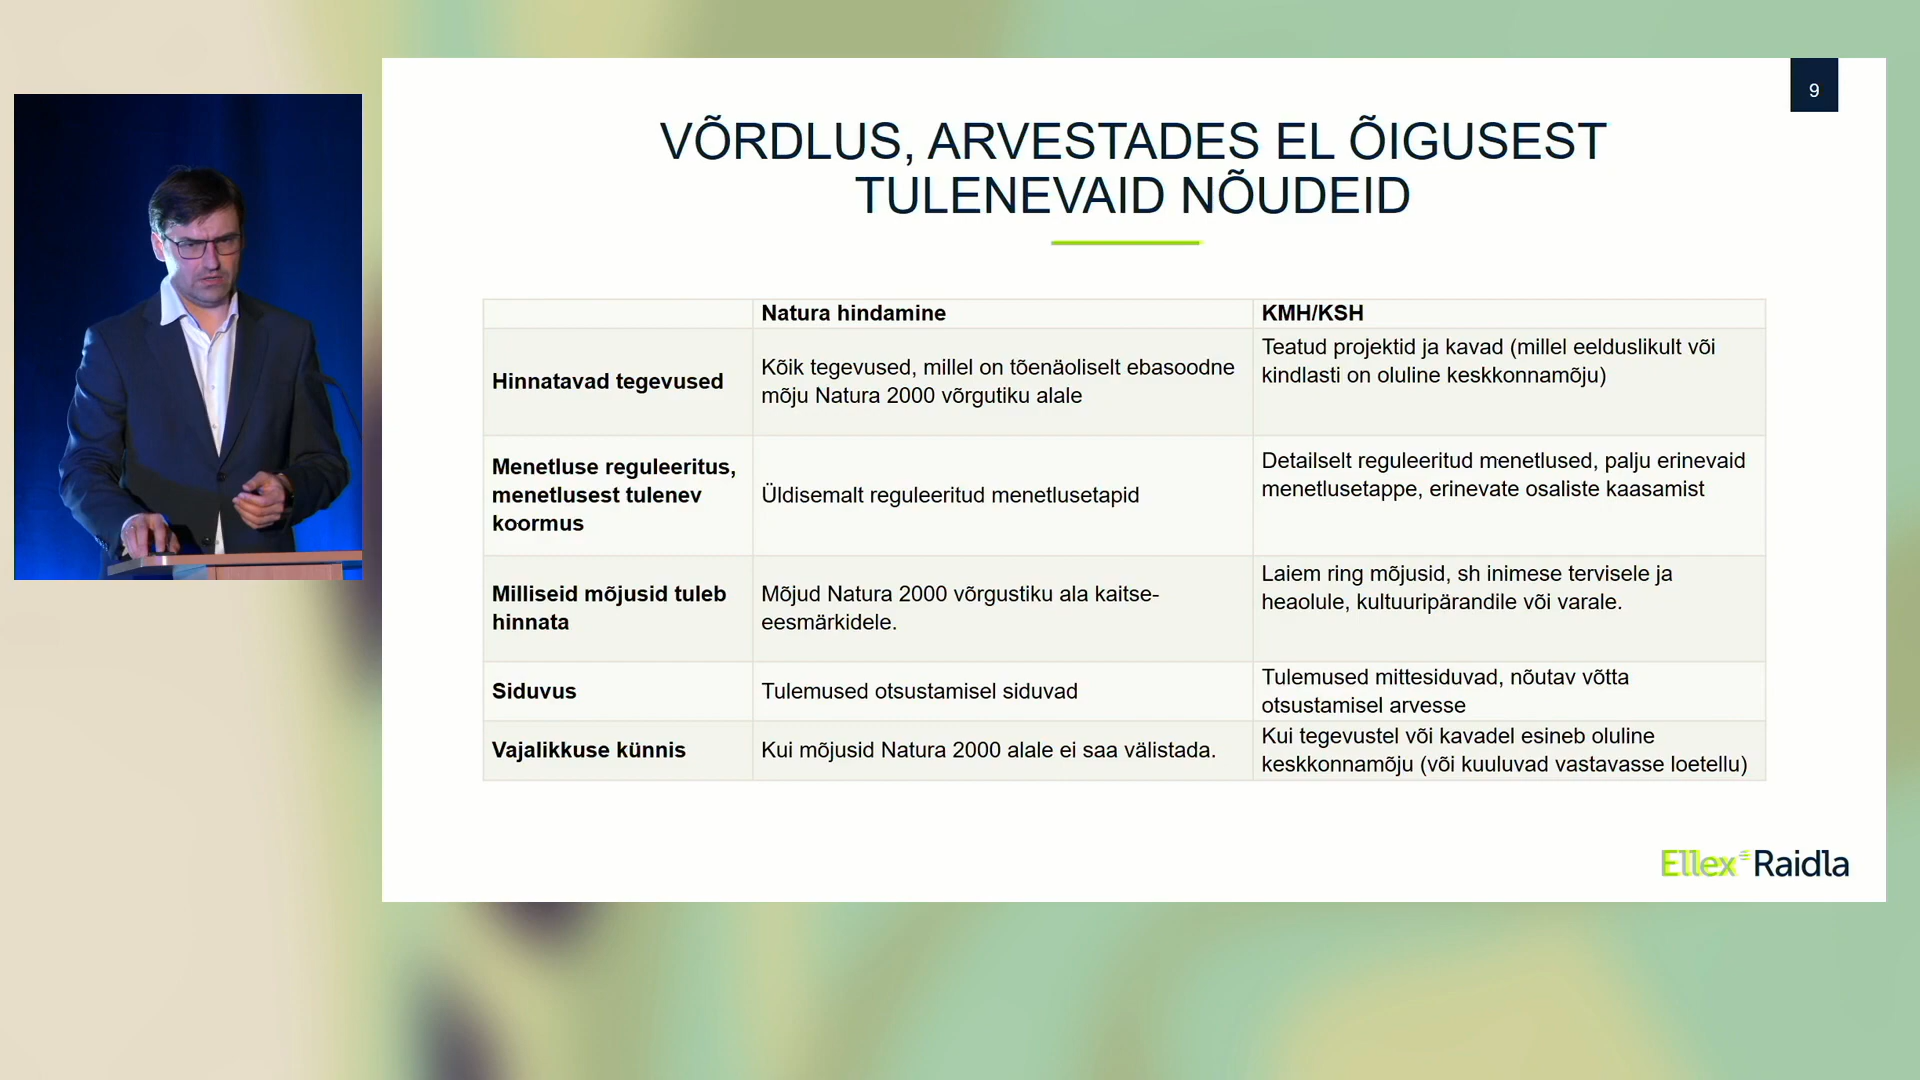 9
VÕRDLUS, ARVESTADES EL ÕIGUSEST
TULENEVAID NÕUDEID
Natura hindamine
KMH/KSH
Hinnatavad tegevused
Kõik tegevused, millel on tõenäoliselt ebasoodne
mõju Natura 2000 võrgutiku alale
Teatud projektid ja kavad (millel eelduslikult või
kindlasti on oluline keskkonnamõju)
Menetluse reguleeritus,
menetlusest tulenev
koormus
Üldisemalt reguleeritud menetlusetapid
Detailselt reguleeritud menetlused, palju erinevaid
menetlusetappe, erinevate osaliste kaasamist
Milliseid mõjusid tuleb
hinnata
Mõjud Natura 2000 võrgustiku ala kaitse-
eesmärkidele.
Laiem ring mõjusid, sh inimese tervisele ja
heaolule, kultuuripärandile või varale.
Siduvus
Tulemused otsustamisel siduvad
Tulemused mittesiduvad, nõutav võtta
otsustamisel arvesse
Vajalikkuse künnis
Kui mõjusid Natura 2000 alale ei saa välistada.
Kui tegevustel või kavadel esineb oluline
keskkonnamõju (või kuuluvad vastavasse loetellu)
Ellex Raidla